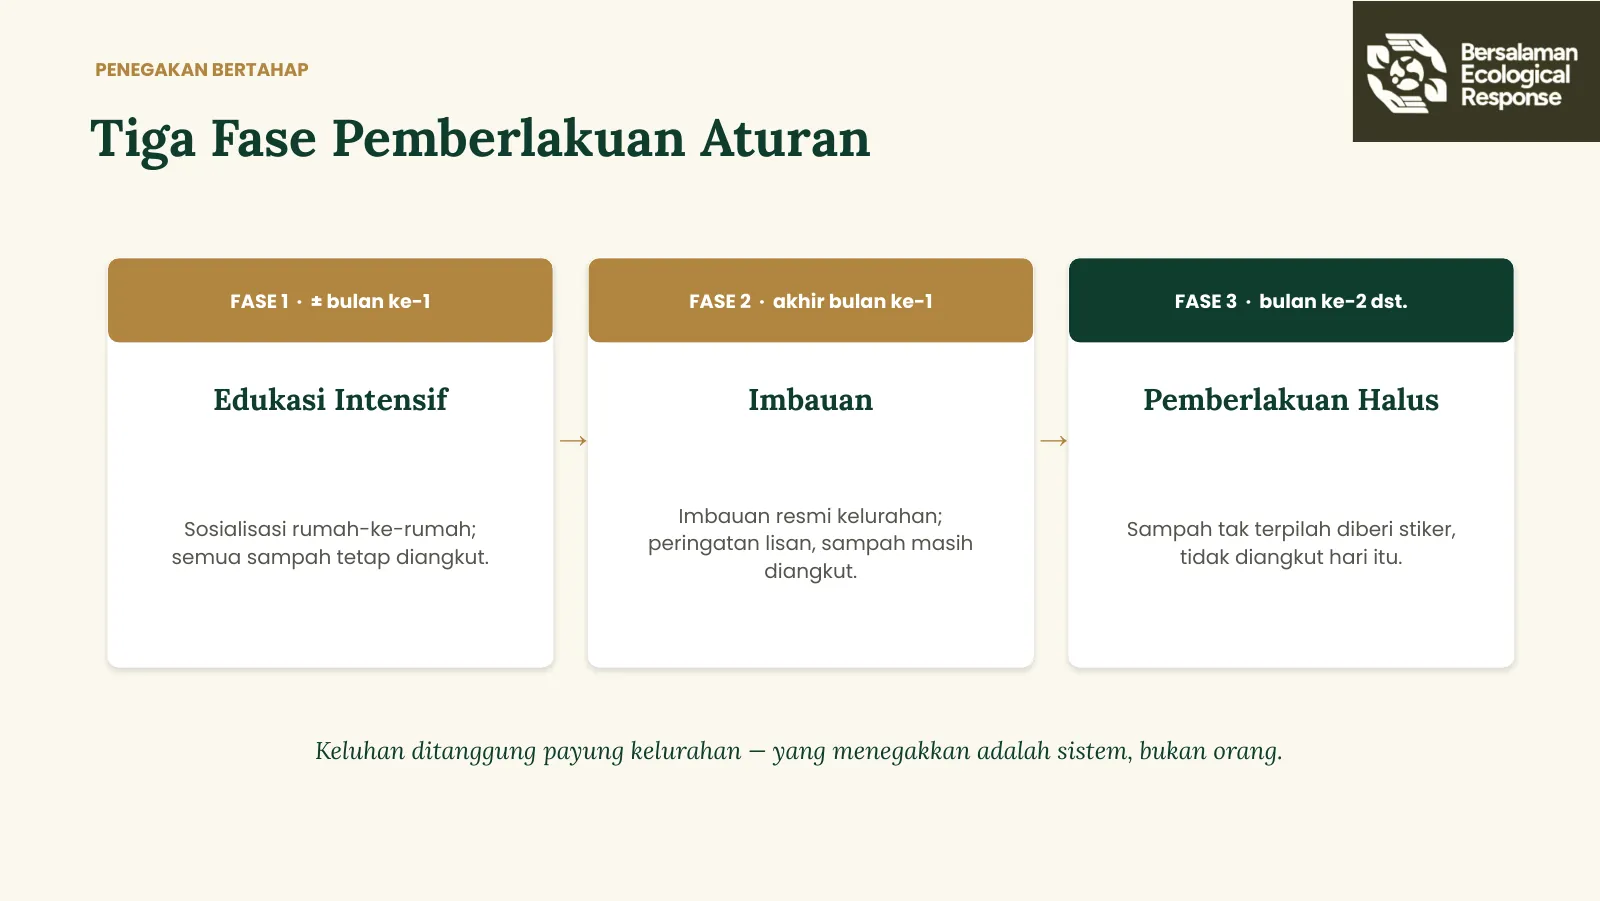 PENEGAKAN BERTAHAP
Tiga Fase Pemberlakuan Aturan
Bersalaman
Ecological
Response
FASE 1 · ± bulan ke-1
Edukasi Intensif
Sosialisasi rumah-ke-rumah;
semua sampah tetap diangkut.
→
FASE 2 · akhir bulan ke-1
Imbauan
Imbauan resmi kelurahan;
peringatan lisan, sampah masih
diangkut.
→
FASE 3 · bulan ke-2 dst.
Pemberlakuan Halus
Sampah tak terpilah diberi stiker,
tidak diangkut hari itu.
Keluhan ditanggung payung kelurahan — yang menegakkan adalah sistem, bukan orang.